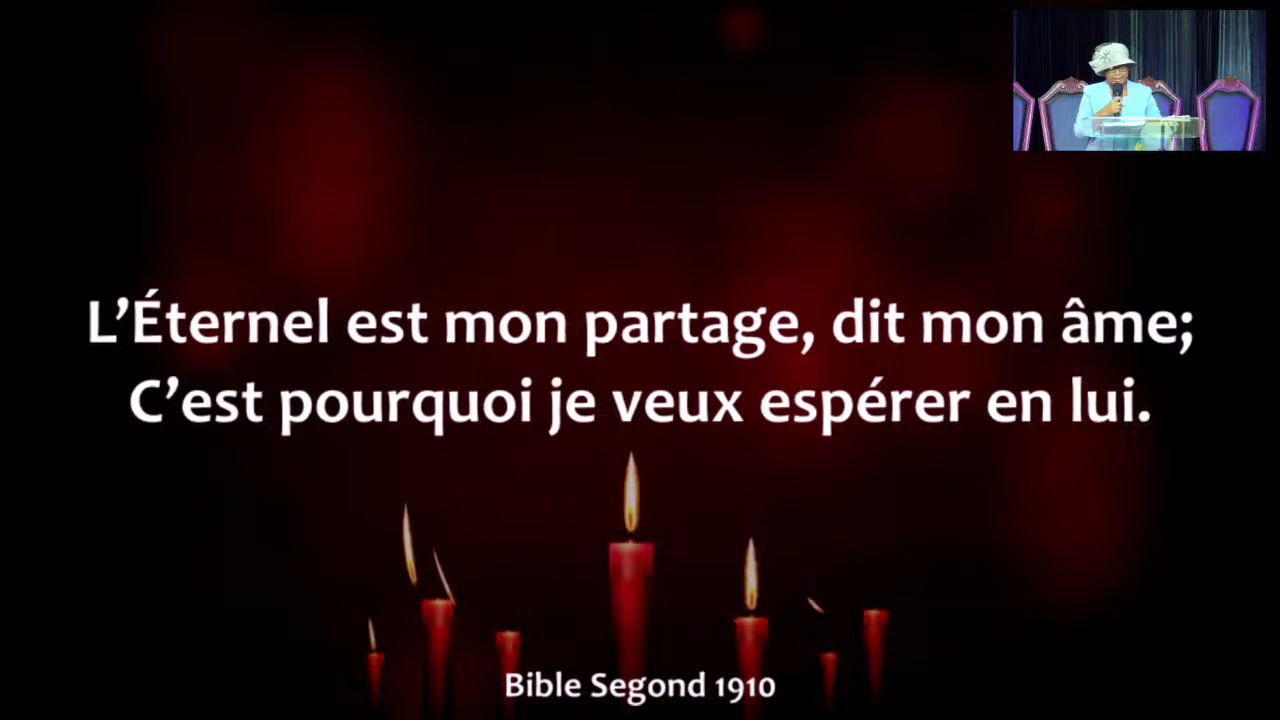 L’Éternel est mon partage, dit mon âme;
C’est pourquoi je veux espérer en lui.
Bible Segond 1910